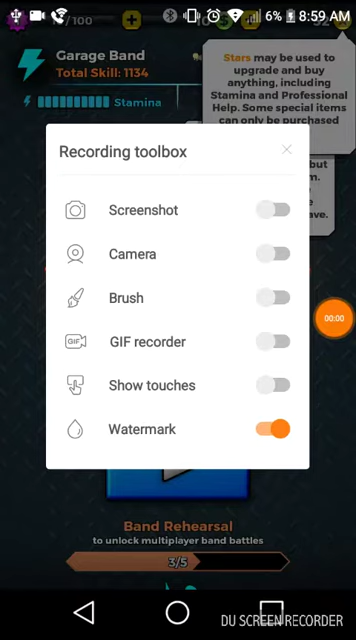 /100
6% 8:59 AM
Garage Band
Total Skill: 1134
Stamina
Stars may be used to
upgrade and buy
anything, including
Stamina and Professional
Help. Some special items
can only be purchased
but
Recording toolbox
Screenshot
Camera
Brush
GIF GIF recorder
Show touches
Watermark
00:00
Band Rehearsal
to unlock multiplayer band battles
3/5
DU SCREEN RECORDER